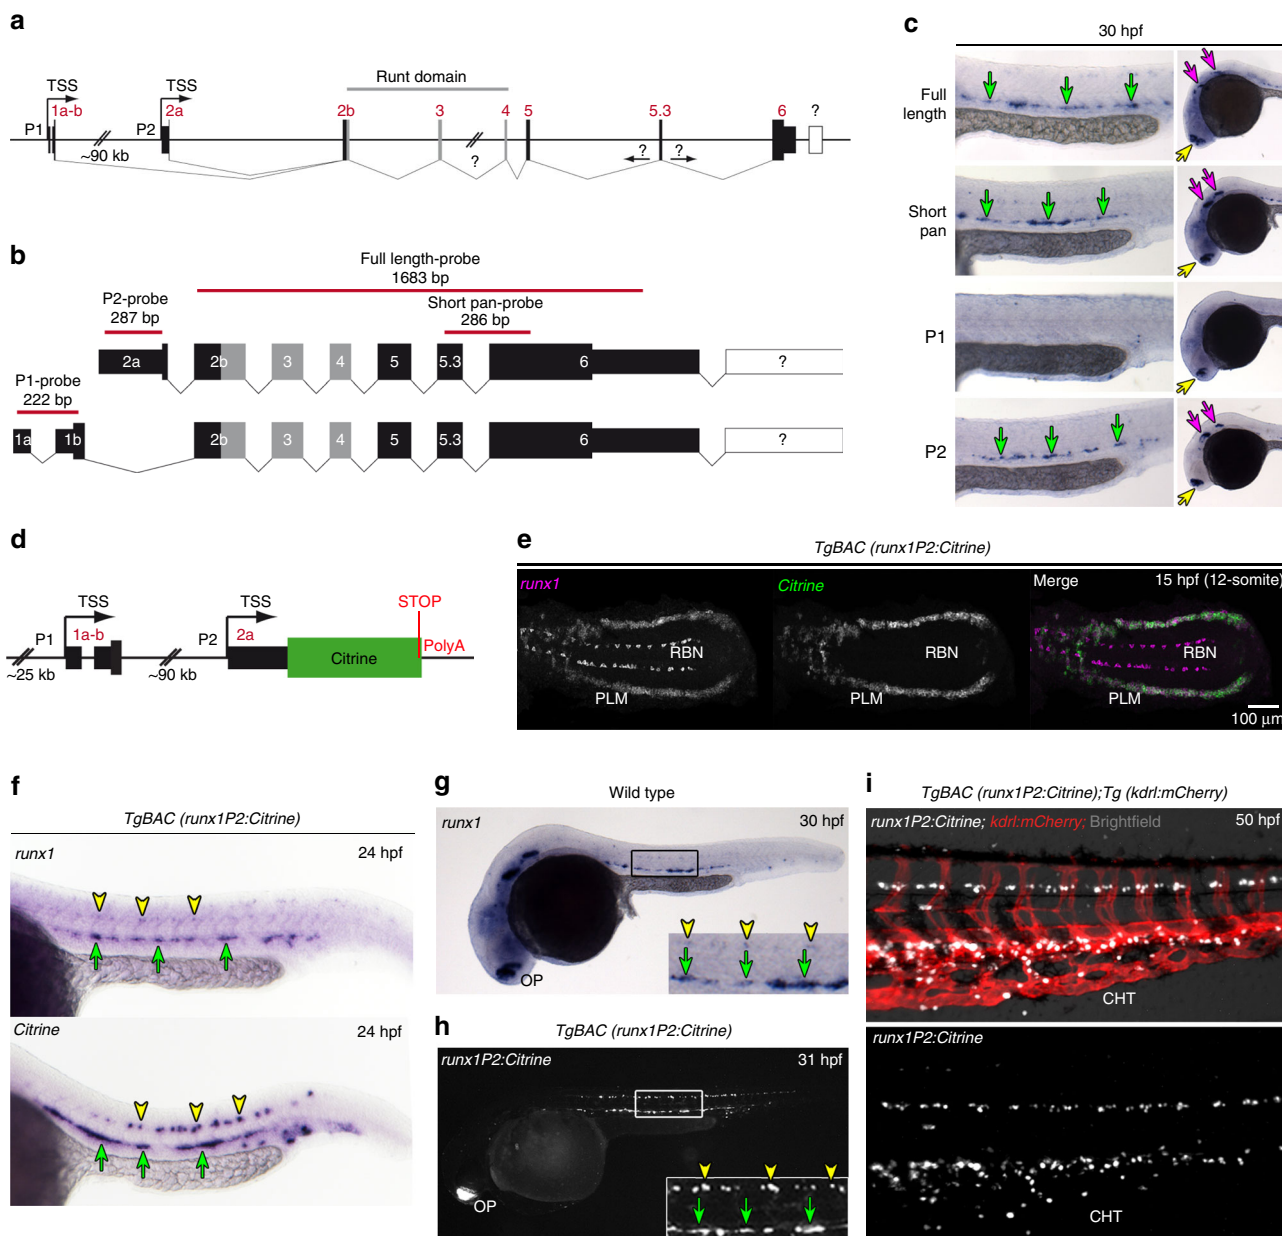 a
Runt domain
TSS
TSS
1a-b
2a
2b
3
4
5
5.3
6
?
P1
P2
~90 kb
?
?
?
b
Full length-probe
1683 bp
P2-probe
287 bp
Short pan-probe
286 bp
2a
2b
3
4
5
5.3
6
?
P1-probe
222 bp
1a
1b
2b
3
4
5
5.3
6
?
c
30 hpf
Full
length
Short
pan
P1
P2
d
TSS
TSS
STOP
P1
1a-b
P2
2a
PolyA
Citrine
~25 kb
~90 kb
e
TgBAC (runx1P2:Citrine)
runx1
Citrine
Merge
15 hpf (12-somite)
RBN
RBN
RBN
PLM
PLM
PLM
100 μm
f
TgBAC (runx1P2:Citrine)
runx1
24 hpf
Citrine
24 hpf
g
Wild type
runx1
30 hpf
OP
h
TgBAC (runx1P2:Citrine)
runx1P2:Citrine
31 hpf
OP
i
TgBAC (runx1P2:Citrine);Tg (kdrl:mCherry)
runx1P2:Citrine; kdrl:mCherry; Brightfield
50 hpf
CHT
runx1P2:Citrine
CHT